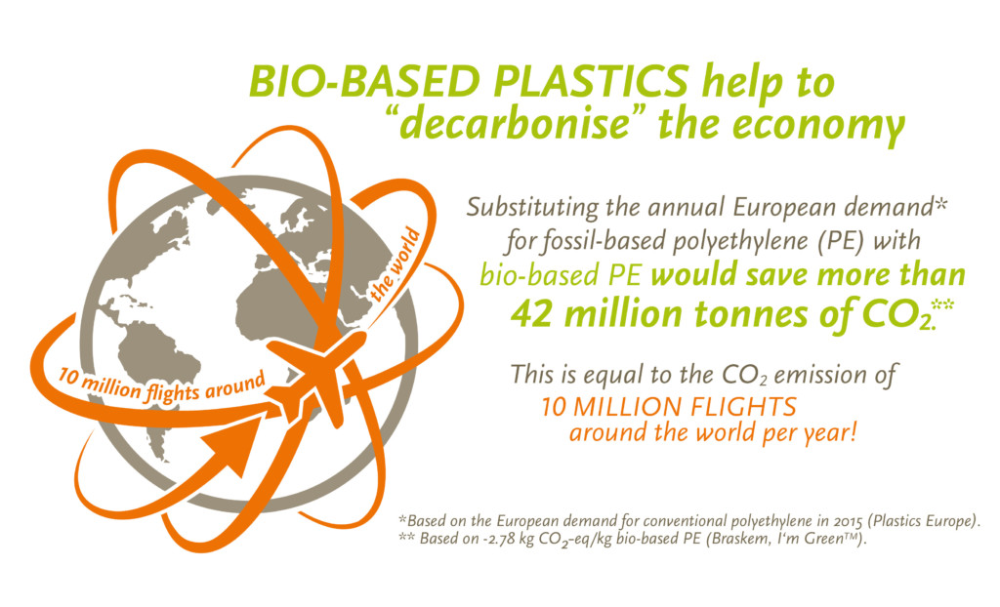 BIO-BASED PLASTICS help to
“decarbonise” the economy
Substituting the annual European demand*
for fossil-based polyethylene (PE) with
bio-based PE would save more than
42 million tonnes of CO₂.**
This is equal to the CO₂ emission of
10 MILLION FLIGHTS
around the world per year!
10 million flights around
the world
*Based on the European demand for conventional polyethylene in 2015 (Plastics Europe).
** Based on -2.78 kg CO₂-eq/kg bio-based PE (Braskem, I‘m Green™).